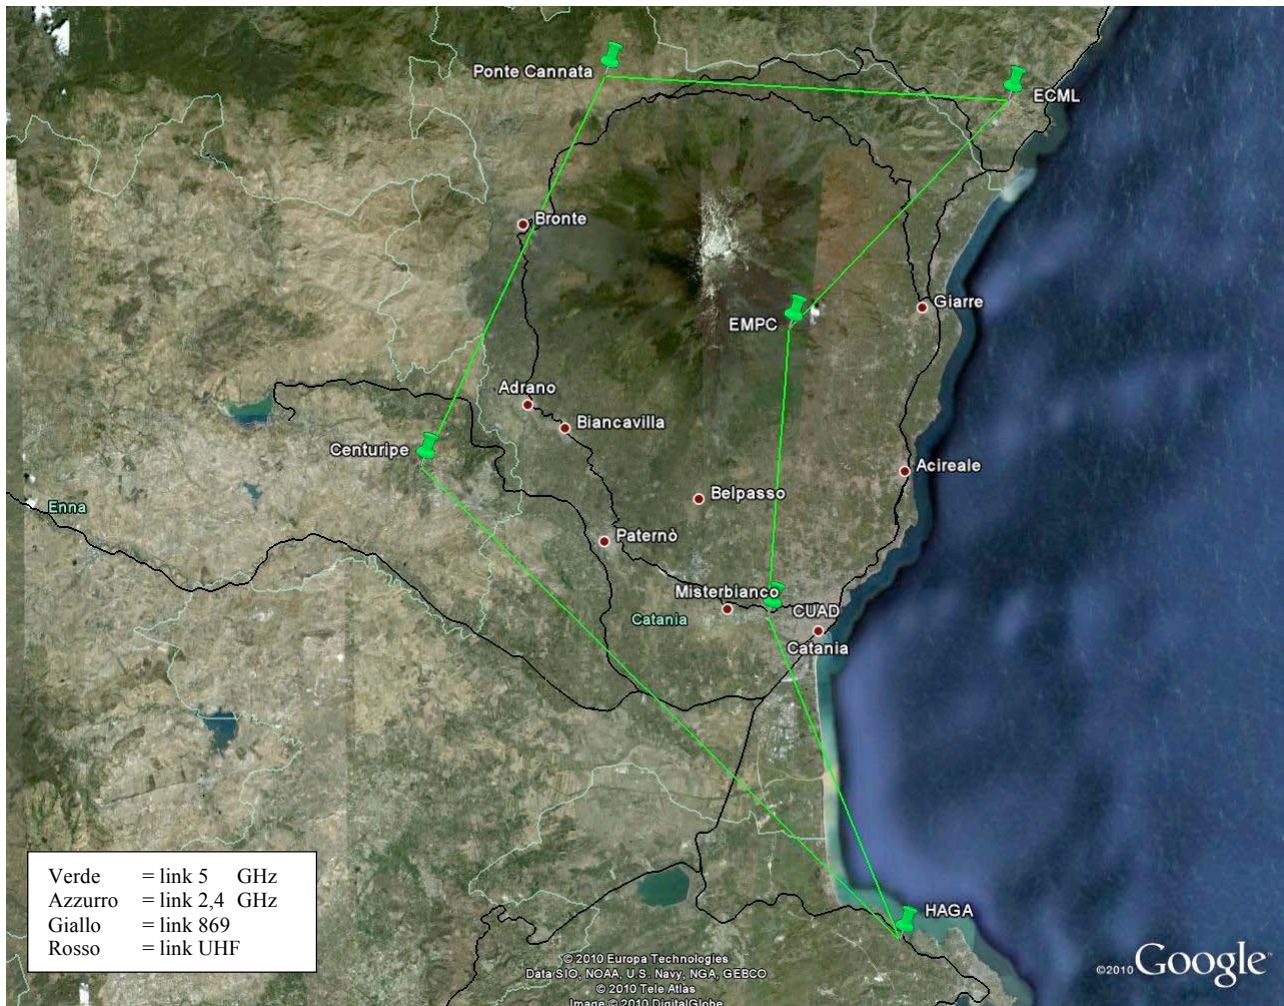 Ponte Cannata
ECML
Bronte
Giarre
EMPC
Adrano
Biancavilla
Centuripe
Acireale
Belpasso
Enna
Paternò
Misterbianco
CUAD
Catania
Catania
HAGA
Verde = link 5 GHz
Azzurro = link 2,4 GHz
Giallo = link 869
Rosso = link UHF
© 2010 Europa Technologies
Data SIO, NOAA, U.S. Navy, NGA, GEBCO
© 2010 Tele Atlas
Image © 2010 DigitalGlobe
©2010 Google